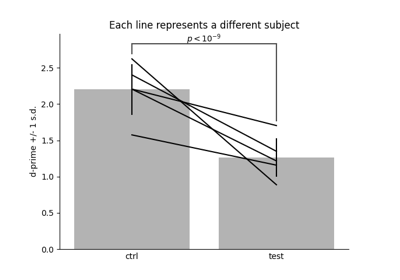 Each line represents a different subject
p < 10⁻⁹
d-prime +/- 1 s.d.
2.5
2.0
1.5
1.0
0.5
0.0
ctrl test